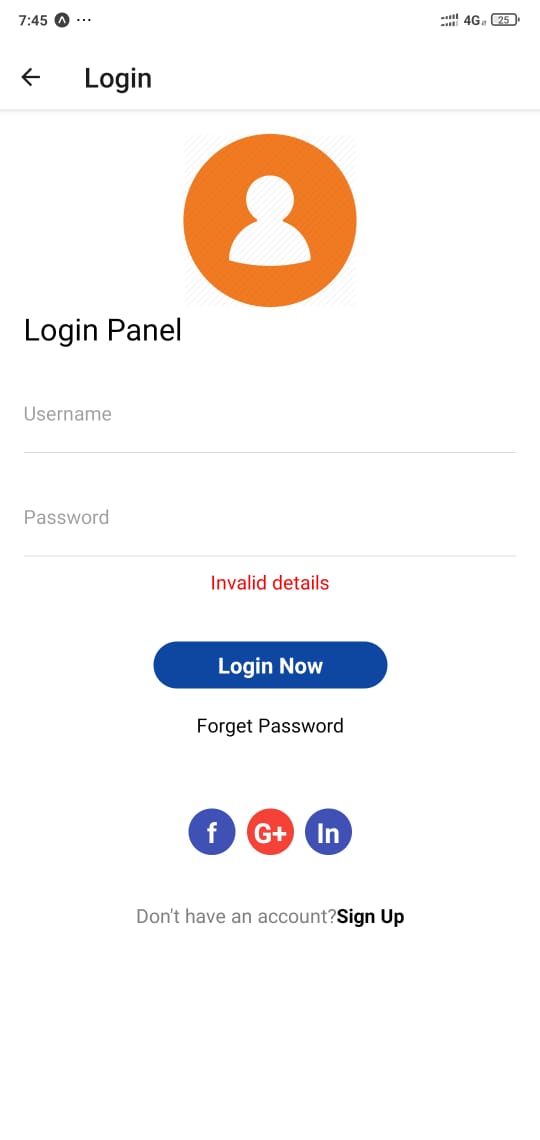 7:45 ... 4G 25
Login
Login Panel
Username
Password
Invalid details
Login Now
Forget Password
f G+ In
Don't have an account?Sign Up